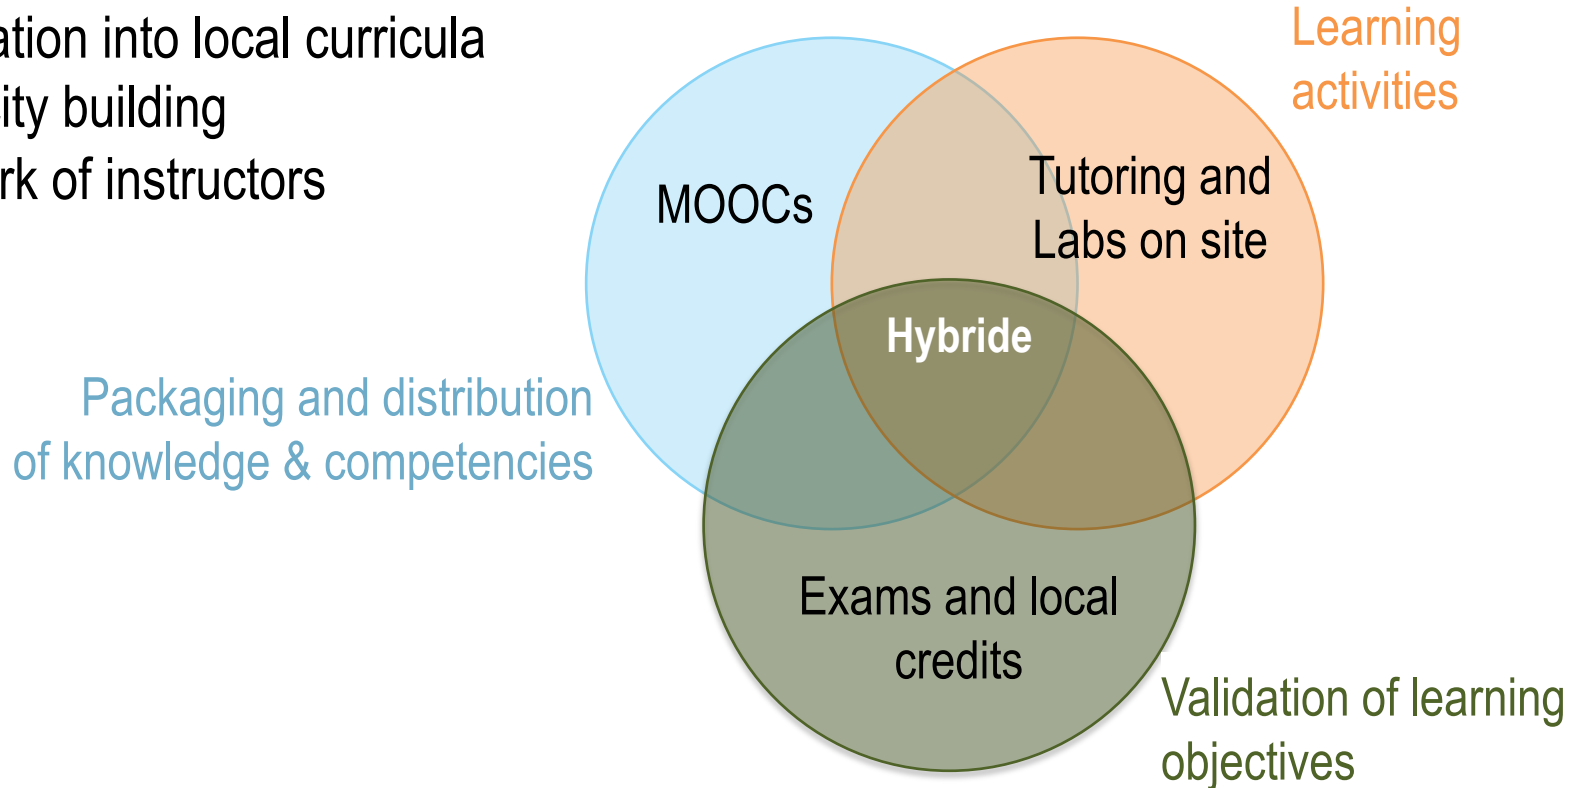 ation into local curricula
ity building
rk of instructors
Learning
activities
MOOCs
Tutoring and
Labs on site
Hybride
Packaging and distribution
of knowledge & competencies
Exams and local
credits
Validation of learning
objectives